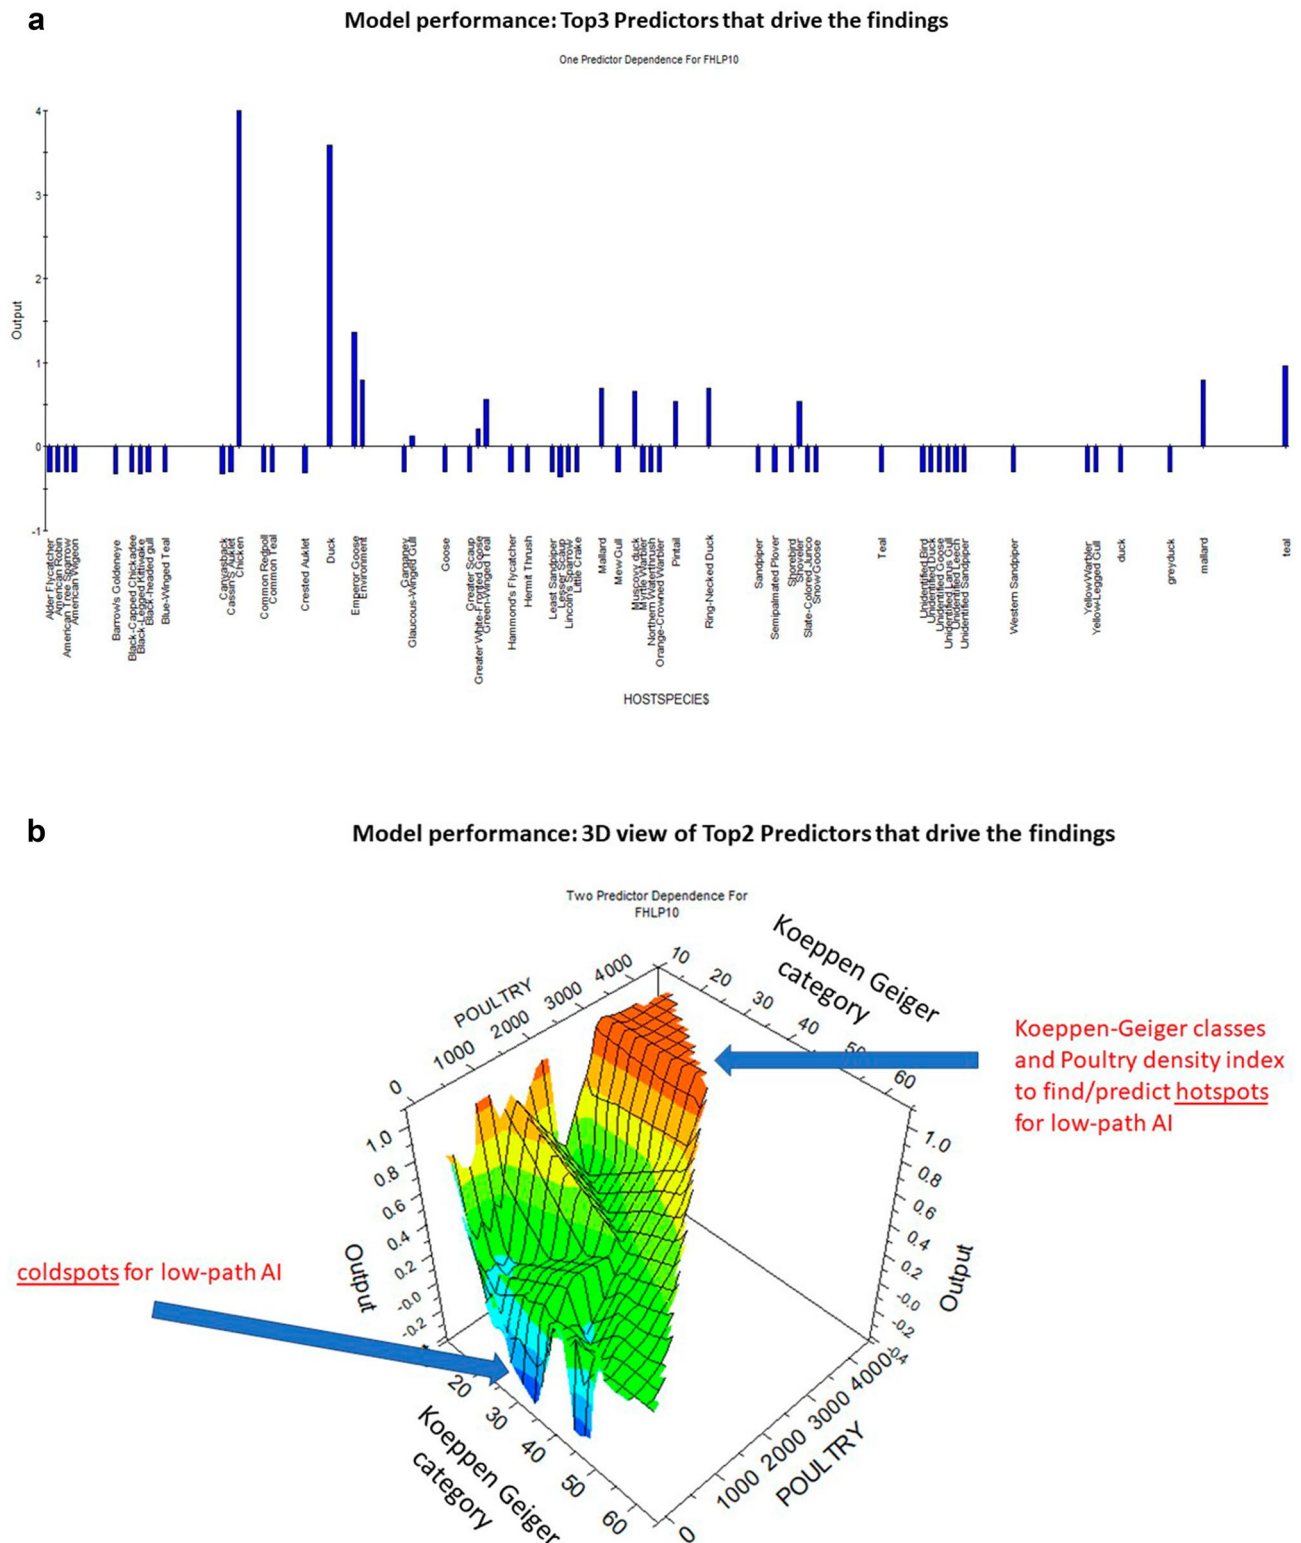 a
Model performance: Top3 Predictors that drive the findings
One Predictor Dependence For FHLP10
Output
4
3
2
1
0
-1
Alder Flycatcher
American Robin
American Tree Sparrow
American Wigeon
Barrow's Goldeneye
Black-Capped Chickadee
Black-Legged Kittiwake
Black-headed gull
Blue-Winged Teal
Canvasback
Cassin's Auklet
Chicken
Common Redpoll
Common Teal
Crested Auklet
Duck
Emperor Goose
Environment
Garganey
Glaucous-Winged Gull
Goose
Greater Scaup
Greater White-Fronted Goose
Green-Winged Teal
Hammond's Flycatcher
Hermit Thrush
Least Sandpiper
Lesser Scaup
Lincoln's Sparrow
Little Crake
Mallard
Mew Gull
Muscovy duck
Myrtle Warbler
Northern Waterthrush
Orange-Crowned Warbler
Pintail
Ring-Necked Duck
Sandpiper
Semipalmated Plover
Shorebird
Shoveler
Slate-Colored Junco
Snow Goose
Teal
Unidentified Bird
Unidentified Duck
Unidentified Goose
Unidentified Larus Gull
Unidentified Leech
Unidentified Sandpiper
Western Sandpiper
Yellow Warbler
Yellow-Legged Gull
duck
greyduck
mallard
teal
HOSTSPECIE$
b
Model performance: 3D view of Top2 Predictors that drive the findings
Two Predictor Dependence For
FHLP10
POULTRY
0
1000
2000
3000
4000
10
20
30
40
50
60
Koeppen Geiger
category
Koeppen-Geiger classes
and Poultry density index
to find/predict hotspots
for low-path AI
1.0
0.8
0.6
0.4
0.2
-0.0
-0.2
Output
1.0
0.8
0.6
0.4
0.2
-0.0
-0.2
-0.4
Output
coldspots for low-path AI
20
30
40
50
60
Koeppen Geiger
category
0
1000
2000
3000
4000
POULTRY